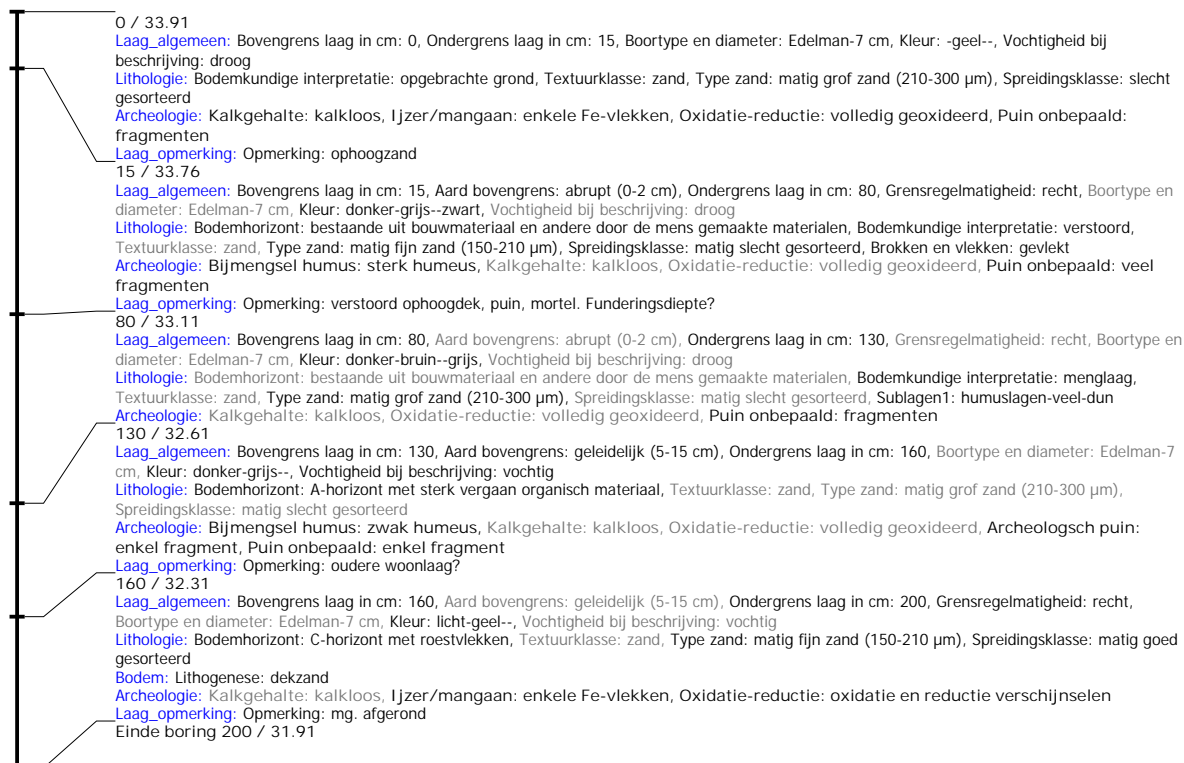 0 / 33.91
Laag_algemeen: Bovengrens laag in cm: 0, Ondergrens laag in cm: 15, Boortype en diameter: Edelman-7 cm, Kleur: -geel--, Vochtigheid bij
beschrijving: droog
Lithologie: Bodemkundige interpretatie: opgebrachte grond, Textuurklasse: zand, Type zand: matig grof zand (210-300 µm), Spreidingsklasse: slecht
gesorteerd
Archeologie: Kalkgehalte: kalkloos, Ijzer/mangaan: enkele Fe-vlekken, Oxidatie-reductie: volledig geoxideerd, Puin onbepaald:
fragmenten
Laag_opmerking: Opmerking: ophoogzand
15 / 33.76
Laag_algemeen: Bovengrens laag in cm: 15, Aard bovengrens: abrupt (0-2 cm), Ondergrens laag in cm: 80, Grensregelmatigheid: recht, Boortype en
diameter: Edelman-7 cm, Kleur: donker-grijs--zwart, Vochtigheid bij beschrijving: droog
Lithologie: Bodemhorizont: bestaande uit bouwmateriaal en andere door de mens gemaakte materialen, Bodemkundige interpretatie: verstoord,
Textuurklasse: zand, Type zand: matig fijn zand (150-210 µm), Spreidingsklasse: matig slecht gesorteerd, Brokken en vlekken: gevlekt
Archeologie: Bijmengsel humus: sterk humeus, Kalkgehalte: kalkloos, Oxidatie-reductie: volledig geoxideerd, Puin onbepaald: veel
fragmenten
Laag_opmerking: Opmerking: verstoord ophoogdek, puin, mortel. Funderingsdiepte?
80 / 33.11
Laag_algemeen: Bovengrens laag in cm: 80, Aard bovengrens: abrupt (0-2 cm), Ondergrens laag in cm: 130, Grensregelmatigheid: recht, Boortype en
diameter: Edelman-7 cm, Kleur: donker-bruin--grijs, Vochtigheid bij beschrijving: droog
Lithologie: Bodemhorizont: bestaande uit bouwmateriaal en andere door de mens gemaakte materialen, Bodemkundige interpretatie: menglaag,
Textuurklasse: zand, Type zand: matig grof zand (210-300 µm), Spreidingsklasse: matig slecht gesorteerd, Sublagen1: humuslagen-veel-dun
Archeologie: Kalkgehalte: kalkloos, Oxidatie-reductie: volledig geoxideerd, Puin onbepaald: fragmenten
130 / 32.61
Laag_algemeen: Bovengrens laag in cm: 130, Aard bovengrens: geleidelijk (5-15 cm), Ondergrens laag in cm: 160, Boortype en diameter: Edelman-7
cm, Kleur: donker-grijs--, Vochtigheid bij beschrijving: vochtig
Lithologie: Bodemhorizont: A-horizont met sterk vergaan organisch materiaal, Textuurklasse: zand, Type zand: matig grof zand (210-300 µm),
Spreidingsklasse: matig slecht gesorteerd
Archeologie: Bijmengsel humus: zwak humeus, Kalkgehalte: kalkloos, Oxidatie-reductie: volledig geoxideerd, Archeologsch puin:
enkel fragment, Puin onbepaald: enkel fragment
Laag_opmerking: Opmerking: oudere woonlaag?
160 / 32.31
Laag_algemeen: Bovengrens laag in cm: 160, Aard bovengrens: geleidelijk (5-15 cm), Ondergrens laag in cm: 200, Grensregelmatigheid: recht,
Boortype en diameter: Edelman-7 cm, Kleur: licht-geel--, Vochtigheid bij beschrijving: vochtig
Lithologie: Bodemhorizont: C-horizont met roestvlekken, Textuurklasse: zand, Type zand: matig fijn zand (150-210 µm), Spreidingsklasse: matig goed
gesorteerd
Bodem: Lithogenese: dekzand
Archeologie: Kalkgehalte: kalkloos, Ijzer/mangaan: enkele Fe-vlekken, Oxidatie-reductie: oxidatie en reductie verschijnselen
Laag_opmerking: Opmerking: mg. afgerond
Einde boring 200 / 31.91